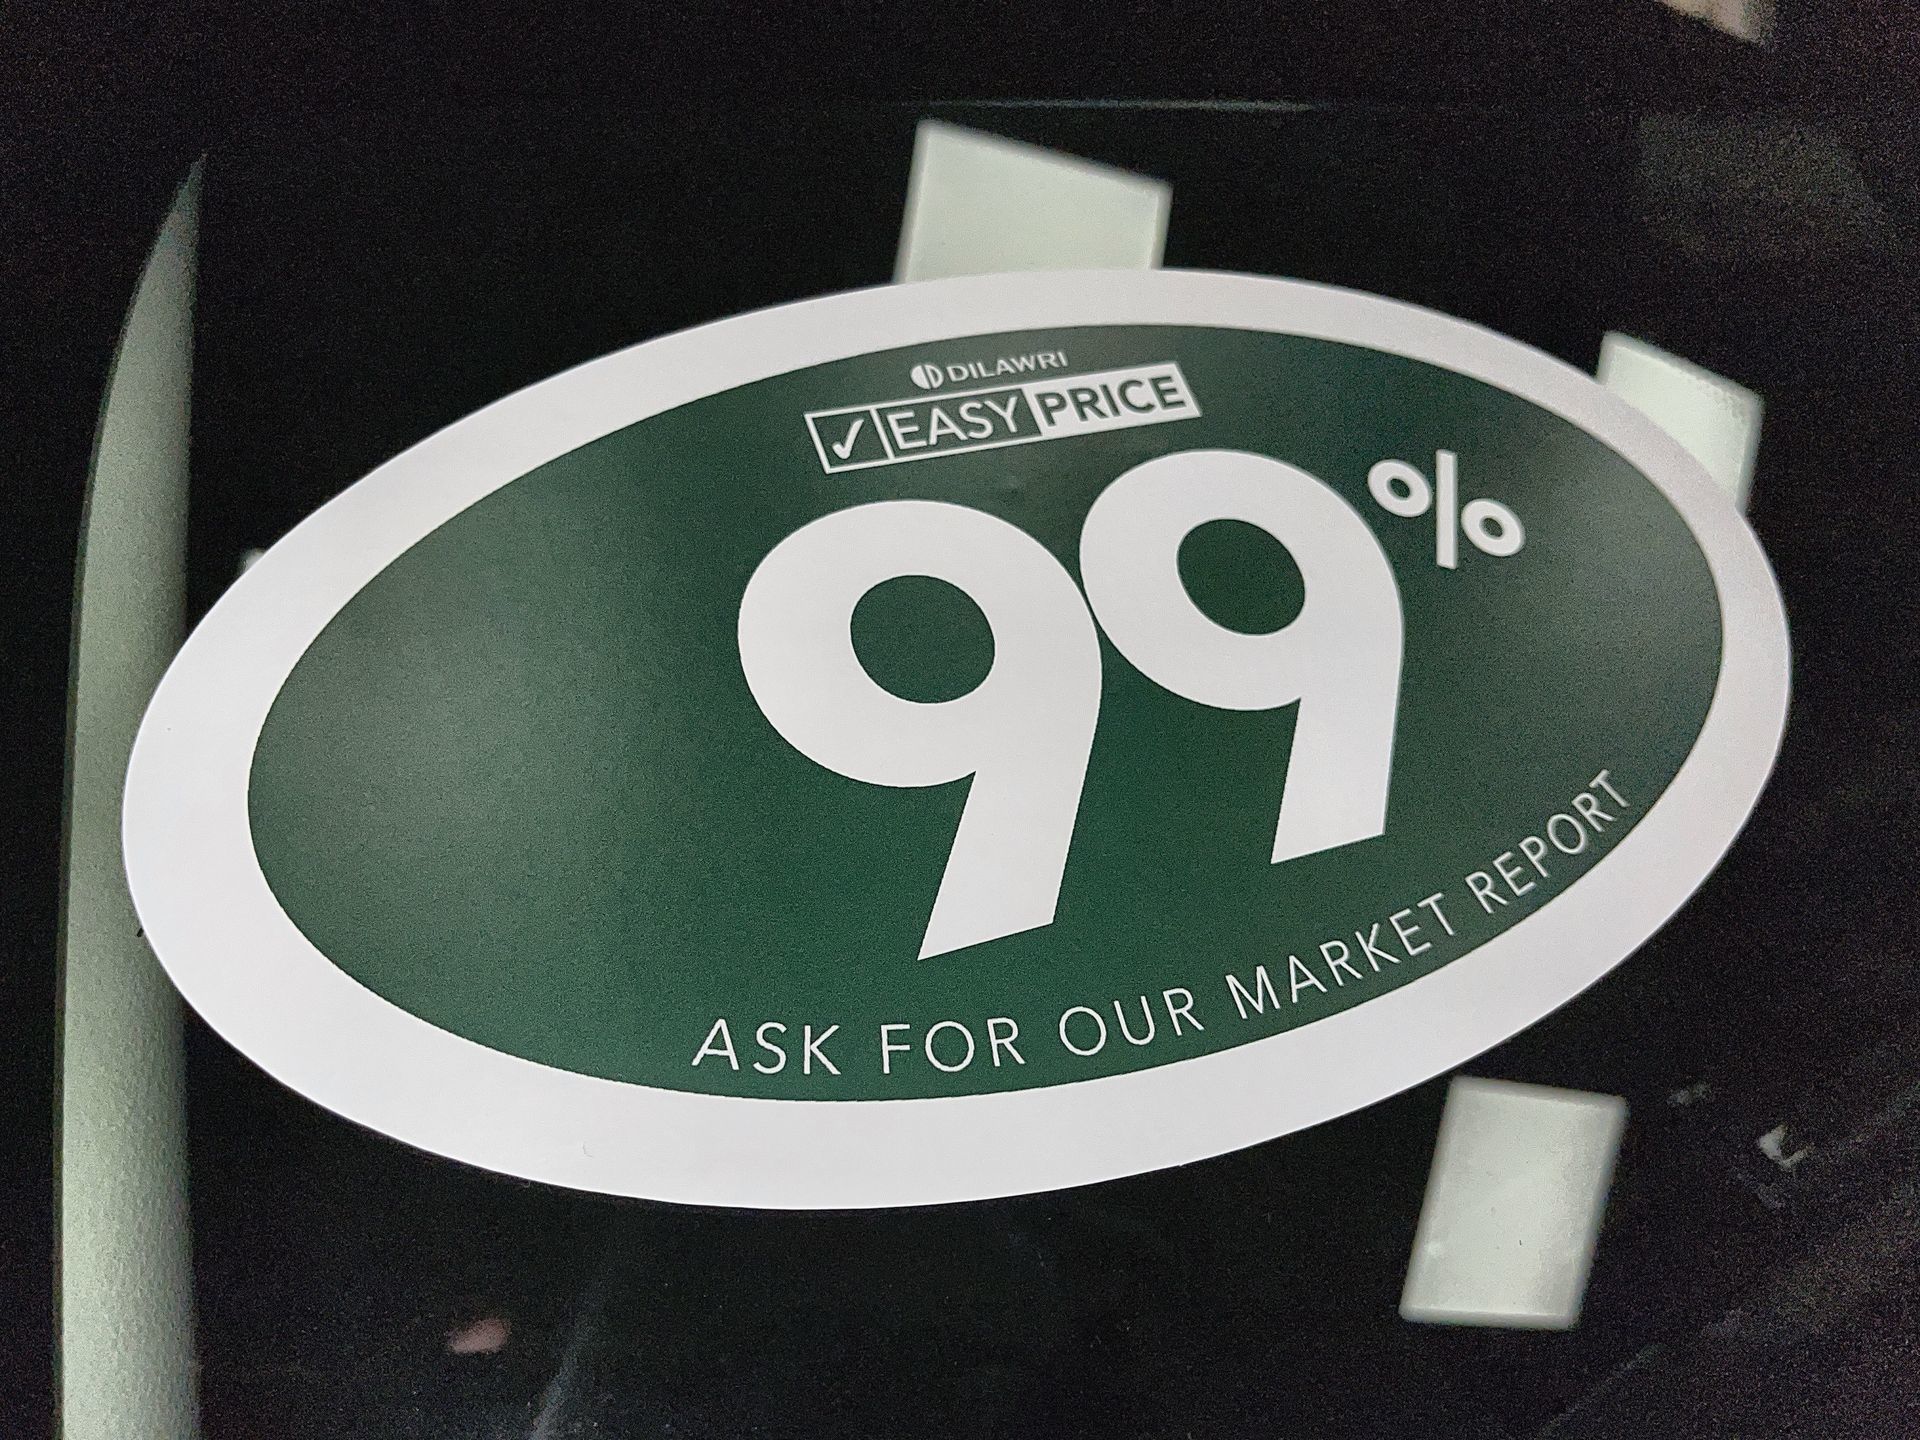 DILAWRI
✓ EASY PRICE
99%
ASK FOR OUR MARKET REPORT